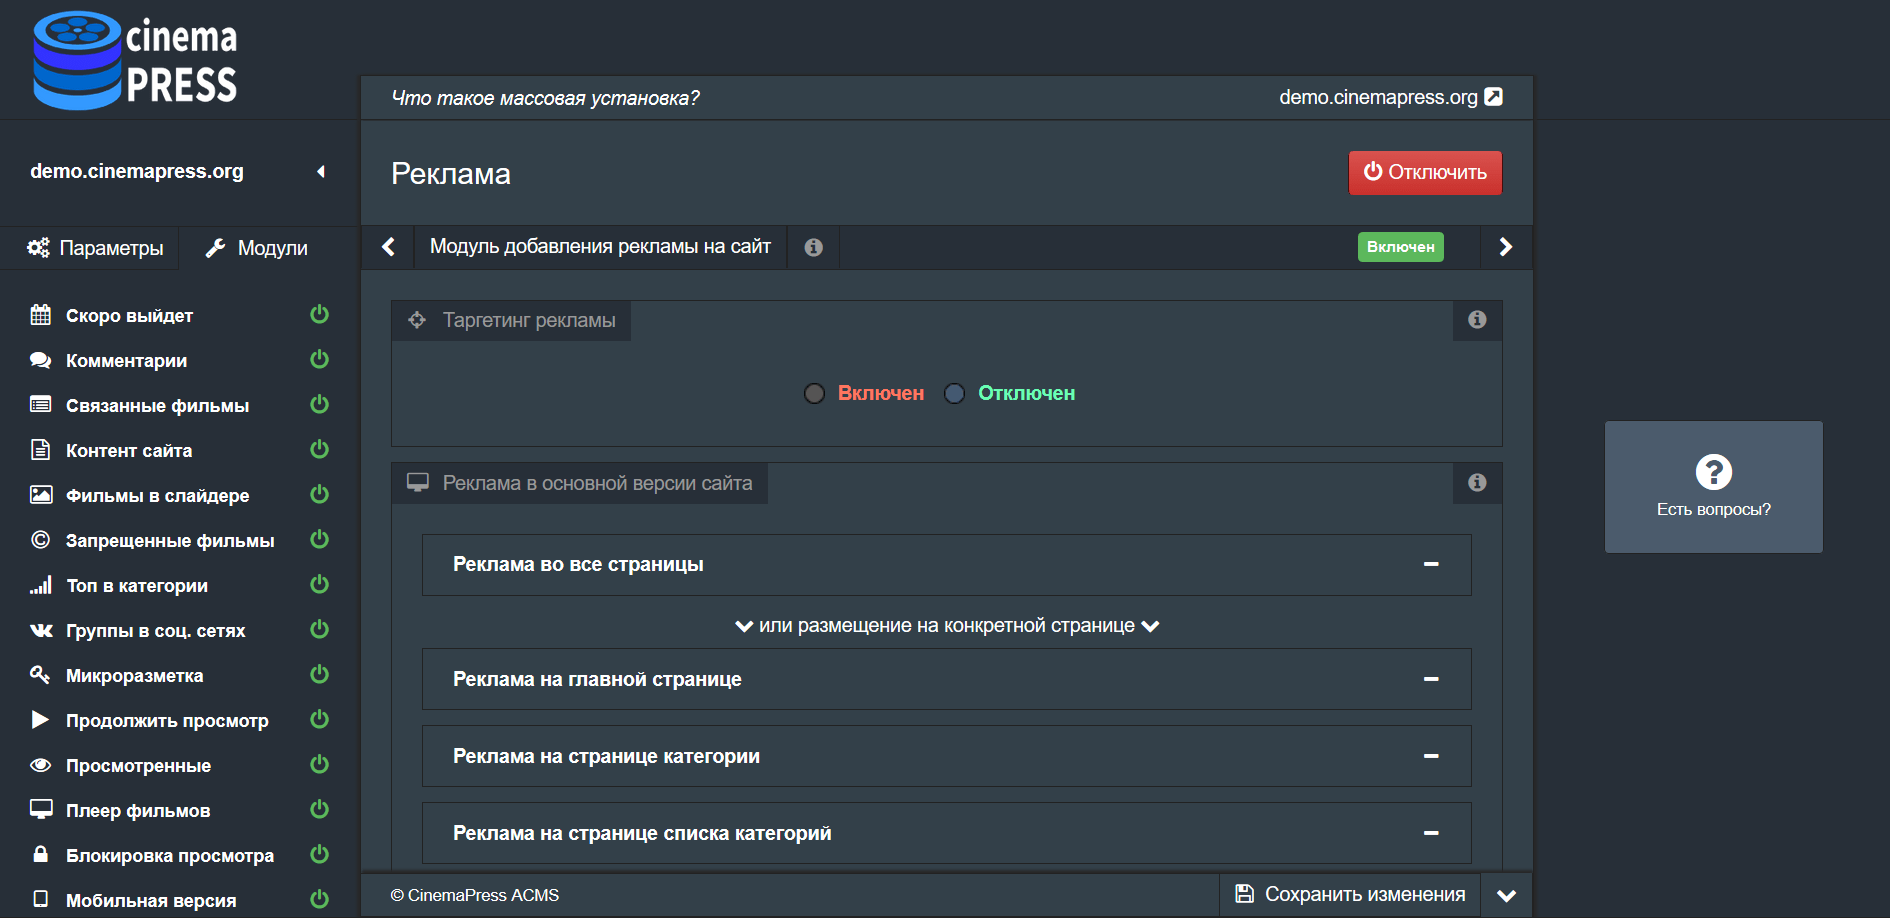 cinema
PRESS
Что такое массовая установка?
demo.cinemapress.org
demo.cinemapress.org
Реклама
Отключить
Параметры
Модули
Модуль добавления рекламы на сайт
Включен
Скоро выйдет
Комментарии
Связанные фильмы
Контент сайта
Фильмы в слайдере
Запрещенные фильмы
Топ в категории
Группы в соц. сетях
Микроразметка
Продолжить просмотр
Просмотренные
Плеер фильмов
Блокировка просмотра
Мобильная версия
Таргетинг рекламы
Включен
Отключен
Реклама в основной версии сайта
Реклама во все страницы
или размещение на конкретной странице
Реклама на главной странице
Реклама на странице категории
Реклама на странице списка категорий
Есть вопросы?
© CinemaPress ACMS
Сохранить изменения